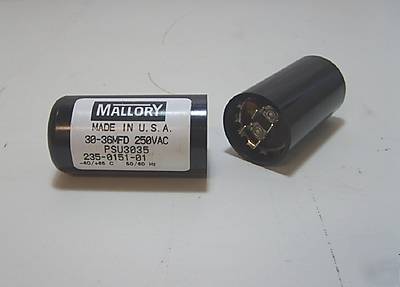 MALLORY
MADE IN U.S.A.
30-36MFD 250VAC
PSU3035
235-0151-01
-40/+65 C 50/60 Hz